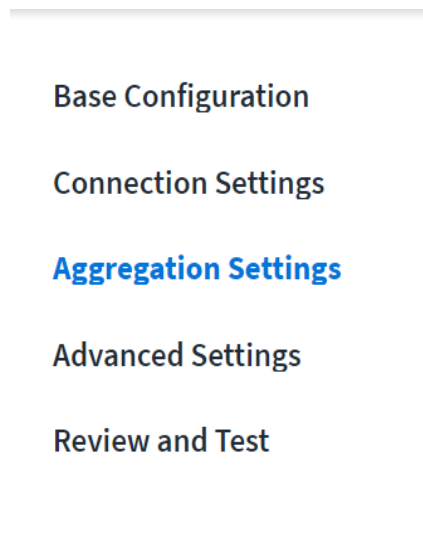 Base Configuration
Connection Settings
Aggregation Settings
Advanced Settings
Review and Test